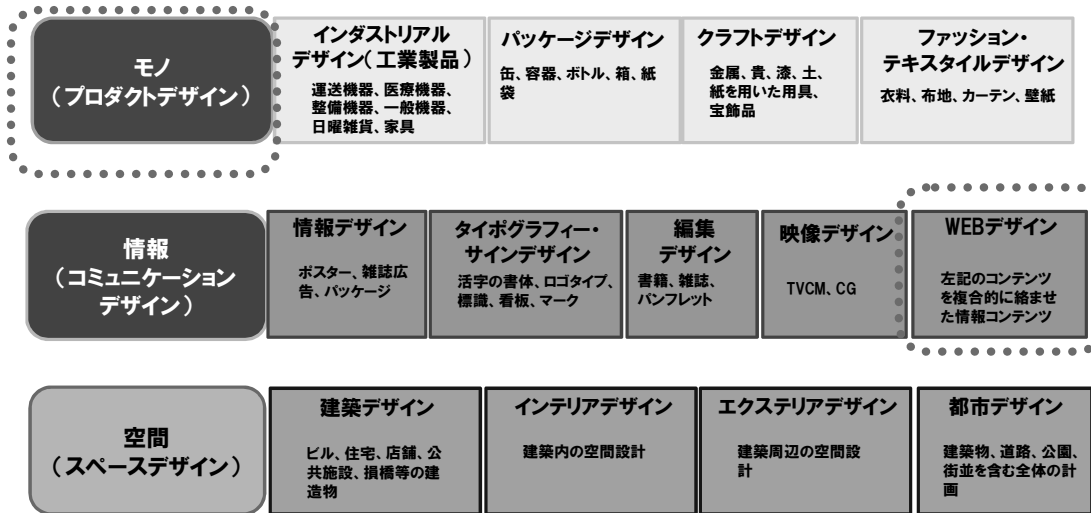 モノ
（プロダクトデザイン）
インダストリアル
デザイン（工業製品）
運送機器、医療機器、
整備機器、一般機器、
日曜雑貨、家具
パッケージデザイン
缶、容器、ボトル、箱、紙
袋
クラフトデザイン
金属、貴、漆、土、
紙を用いた用具、
宝飾品
ファッション・
テキスタイルデザイン
衣料、布地、カーテン、壁紙
情報
（コミュニケーション
デザイン）
情報デザイン
ポスター、雑誌広
告、パッケージ
タイポグラフィー・
サインデザイン
活字の書体、ロゴタイプ、
標識、看板、マーク
編集
デザイン
書籍、雑誌、
パンフレット
映像デザイン
TVCM、CG
WEBデザイン
左記のコンテンツ
を複合的に絡ませ
た情報コンテンツ
空間
（スペースデザイン）
建築デザイン
ビル、住宅、店舗、公
共施設、損橋等の建
造物
インテリアデザイン
建築内の空間設計
エクステリアデザイン
建築周辺の空間設
計
都市デザイン
建築物、道路、公園、
街並を含む全体の計
画